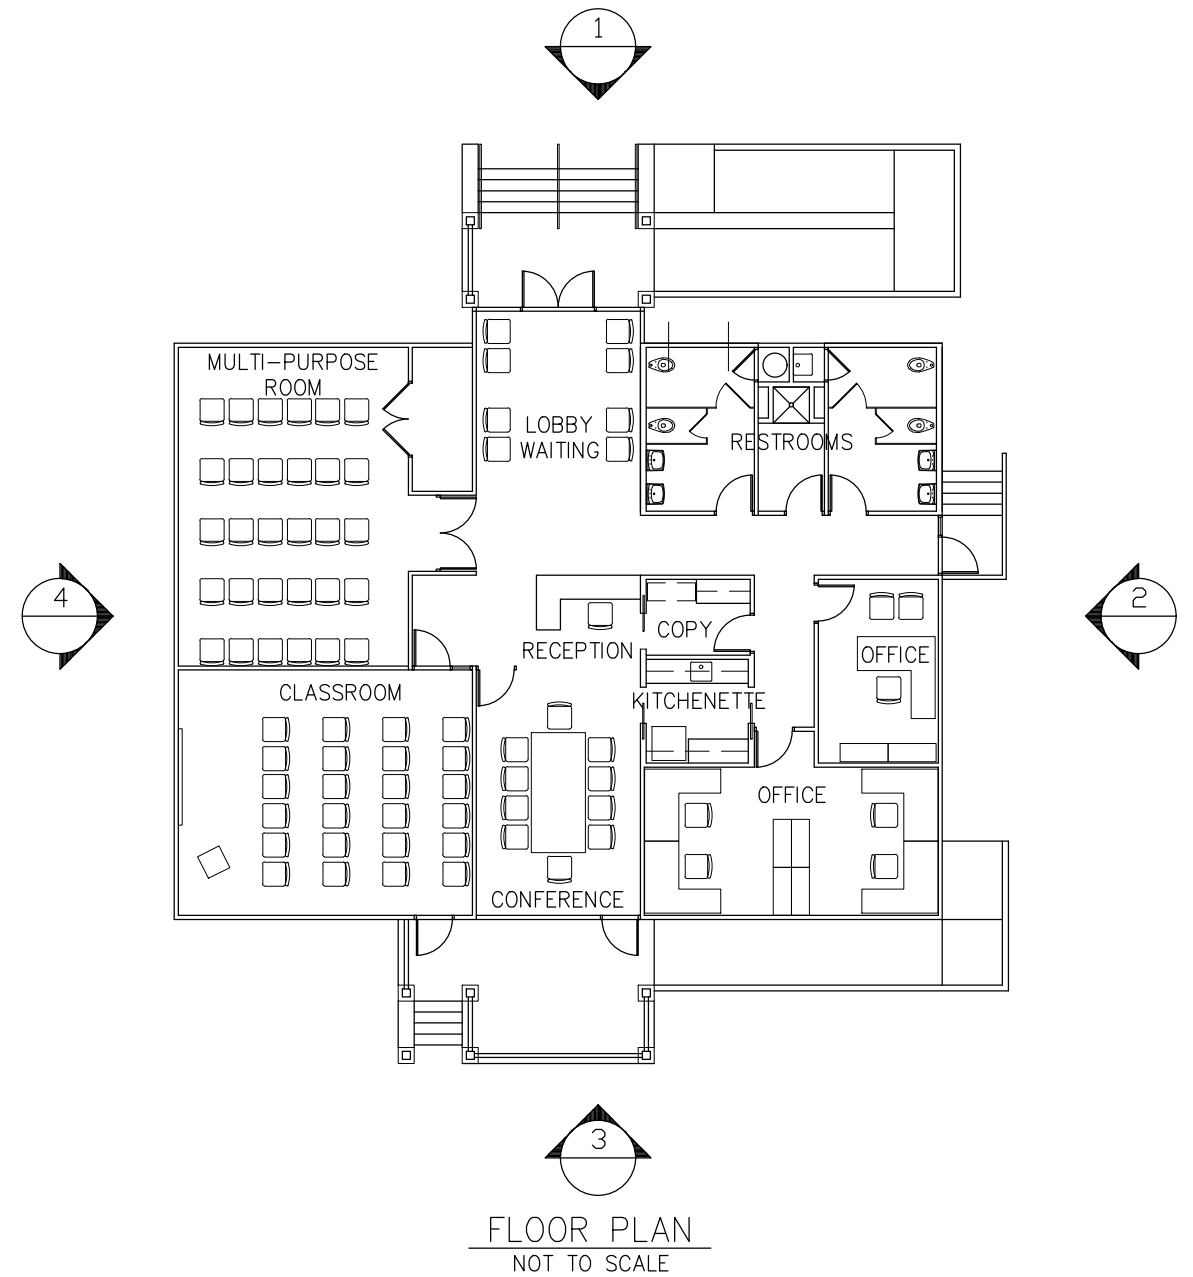 1
MULTI-PURPOSE
ROOM
LOBBY
WAITING
RESTROOMS
4
2
COPY
RECEPTION
OFFICE
CLASSROOM
KITCHENETTE
OFFICE
CONFERENCE
3
FLOOR PLAN
NOT TO SCALE